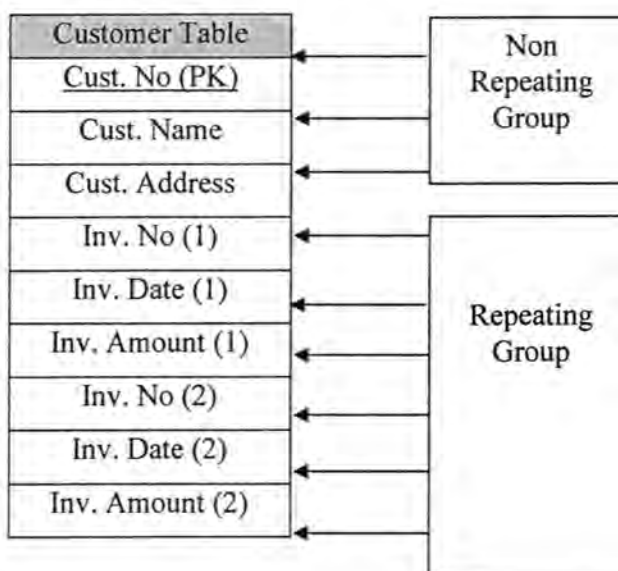 Customer Table
Cust. No (PK)
Cust. Name
Cust. Address
Inv. No (1)
Inv. Date (1)
Inv. Amount (1)
Inv. No (2)
Inv. Date (2)
Inv. Amount (2)
Non
Repeating
Group
Repeating
Group